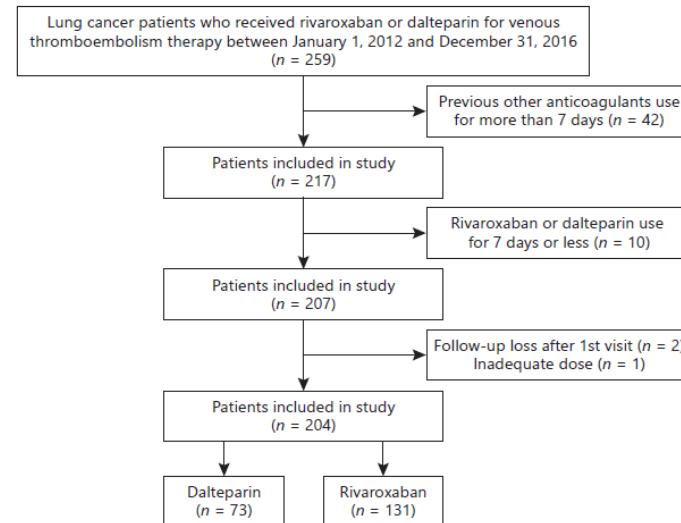 Lung cancer patients who received rivaroxaban or dalteparin for venous
thromboembolism therapy between January 1, 2012 and December 31, 2016
(n = 259)
Previous other anticoagulants use
for more than 7 days (n = 42)
Patients included in study
(n = 217)
Rivaroxaban or dalteparin use
for 7 days or less (n = 10)
Patients included in study
(n = 207)
Follow-up loss after 1st visit (n = 2)
Inadequate dose (n = 1)
Patients included in study
(n = 204)
Dalteparin
(n = 73)
Rivaroxaban
(n = 131)